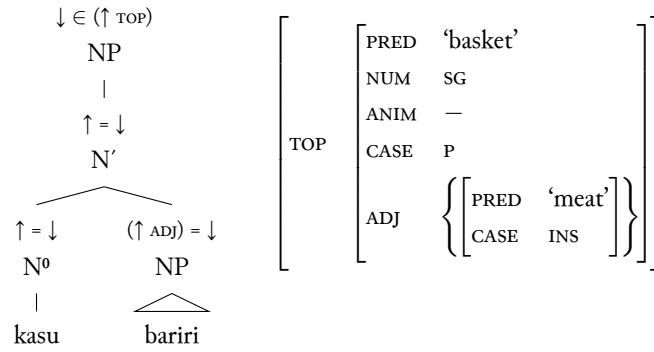 ↓ ∈ (↑ TOP)
NP
↑ = ↓
N′
↑ = ↓ (↑ ADJ) = ↓
N⁰ NP
kasu bariri
TOP
PRED ‘basket’
NUM SG
ANIM —
CASE P
ADJ
PRED ‘meat’
CASE INS